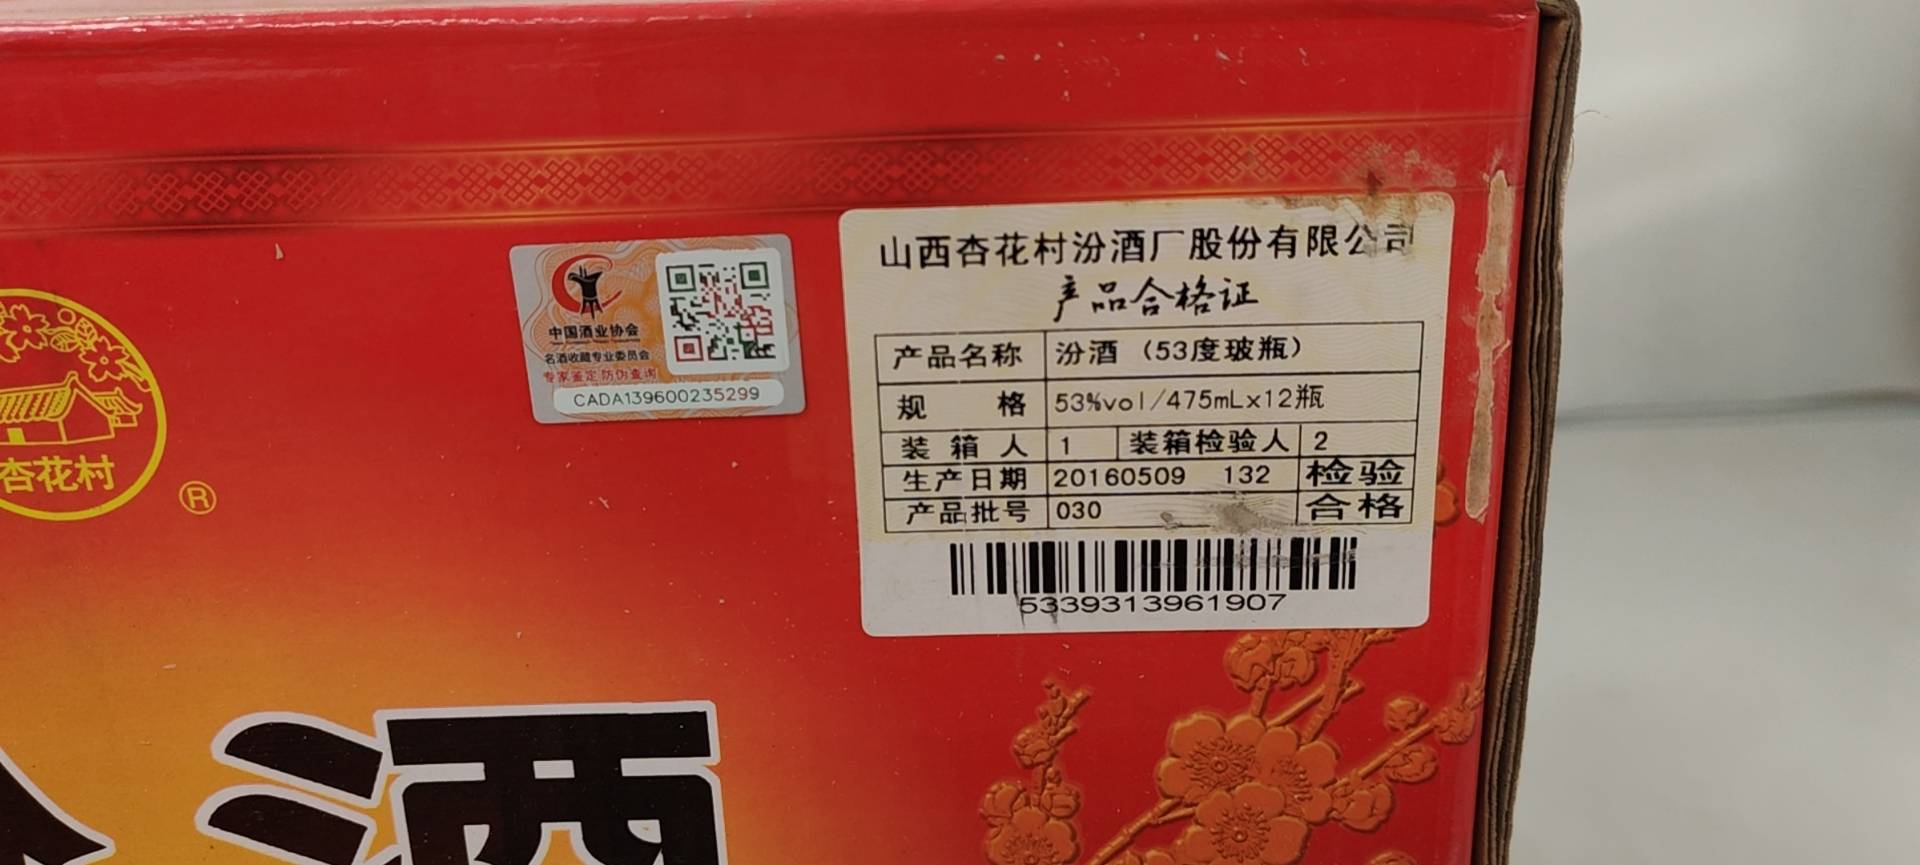 中国酒业协会
名酒收藏专业委员会
专家鉴定 防伪查询
CADA139600235299
山西杏花村汾酒厂股份有限公司
产品合格证
产品名称 汾酒（53度玻瓶）
规 格 53%vol/475mLx12瓶
装箱人 1 装箱检验人 2
生产日期 20160509 132 检验
产品批号 030 合格
5339313961907
杏花村
®
酒